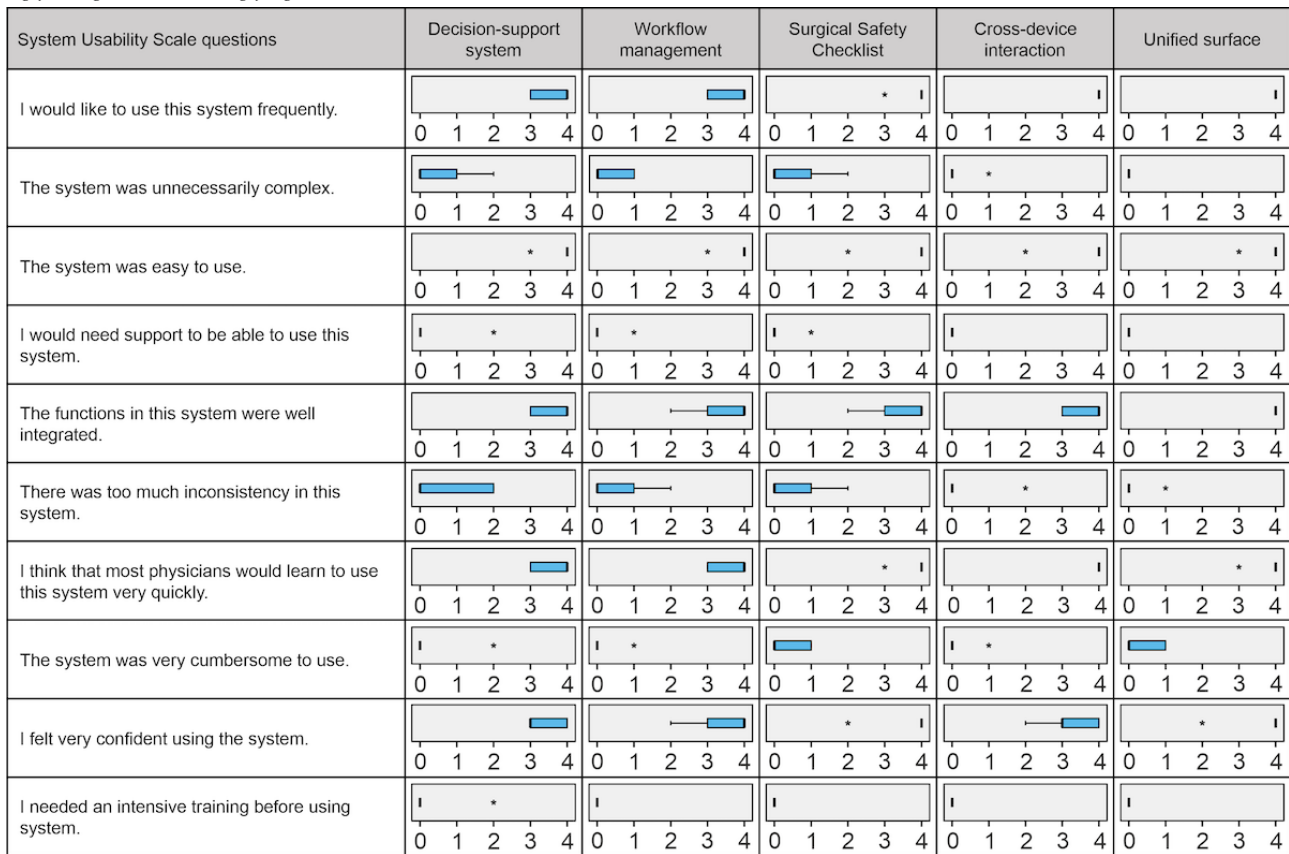 System Usability Scale questions
Decision-support system
Workflow management
Surgical Safety Checklist
Cross-device interaction
Unified surface
I would like to use this system frequently.
0 1 2 3 4 0 1 2 3 4 0 1 2 3 4 0 1 2 3 4 0 1 2 3 4
The system was unnecessarily complex.
0 1 2 3 4 0 1 2 3 4 0 1 2 3 4 0 1 2 3 4 0 1 2 3 4
The system was easy to use.
0 1 2 3 4 0 1 2 3 4 0 1 2 3 4 0 1 2 3 4 0 1 2 3 4
I would need support to be able to use this
system.
0 1 2 3 4 0 1 2 3 4 0 1 2 3 4 0 1 2 3 4 0 1 2 3 4
The functions in this system were well
integrated.
0 1 2 3 4 0 1 2 3 4 0 1 2 3 4 0 1 2 3 4 0 1 2 3 4
There was too much inconsistency in this
system.
0 1 2 3 4 0 1 2 3 4 0 1 2 3 4 0 1 2 3 4 0 1 2 3 4
I think that most physicians would learn to use
this system very quickly.
0 1 2 3 4 0 1 2 3 4 0 1 2 3 4 0 1 2 3 4 0 1 2 3 4
The system was very cumbersome to use.
0 1 2 3 4 0 1 2 3 4 0 1 2 3 4 0 1 2 3 4 0 1 2 3 4
I felt very confident using the system.
0 1 2 3 4 0 1 2 3 4 0 1 2 3 4 0 1 2 3 4 0 1 2 3 4
I needed an intensive training before using
system.
0 1 2 3 4 0 1 2 3 4 0 1 2 3 4 0 1 2 3 4 0 1 2 3 4